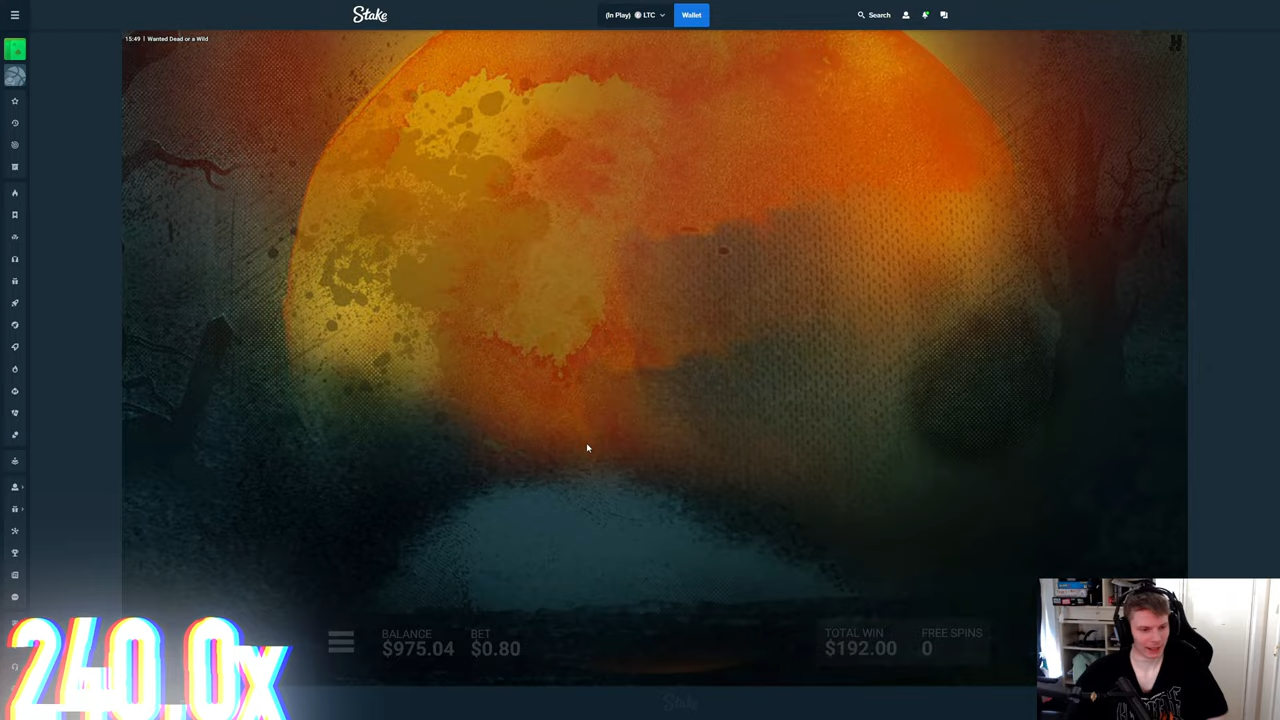 Stake
(In Play) LTC
Wallet
Search
15:49 | Wanted Dead or a Wild
BALANCE
$975.04
BET
$0.80
TOTAL WIN
$192.00
FREE SPINS
0
240.0x
Stake